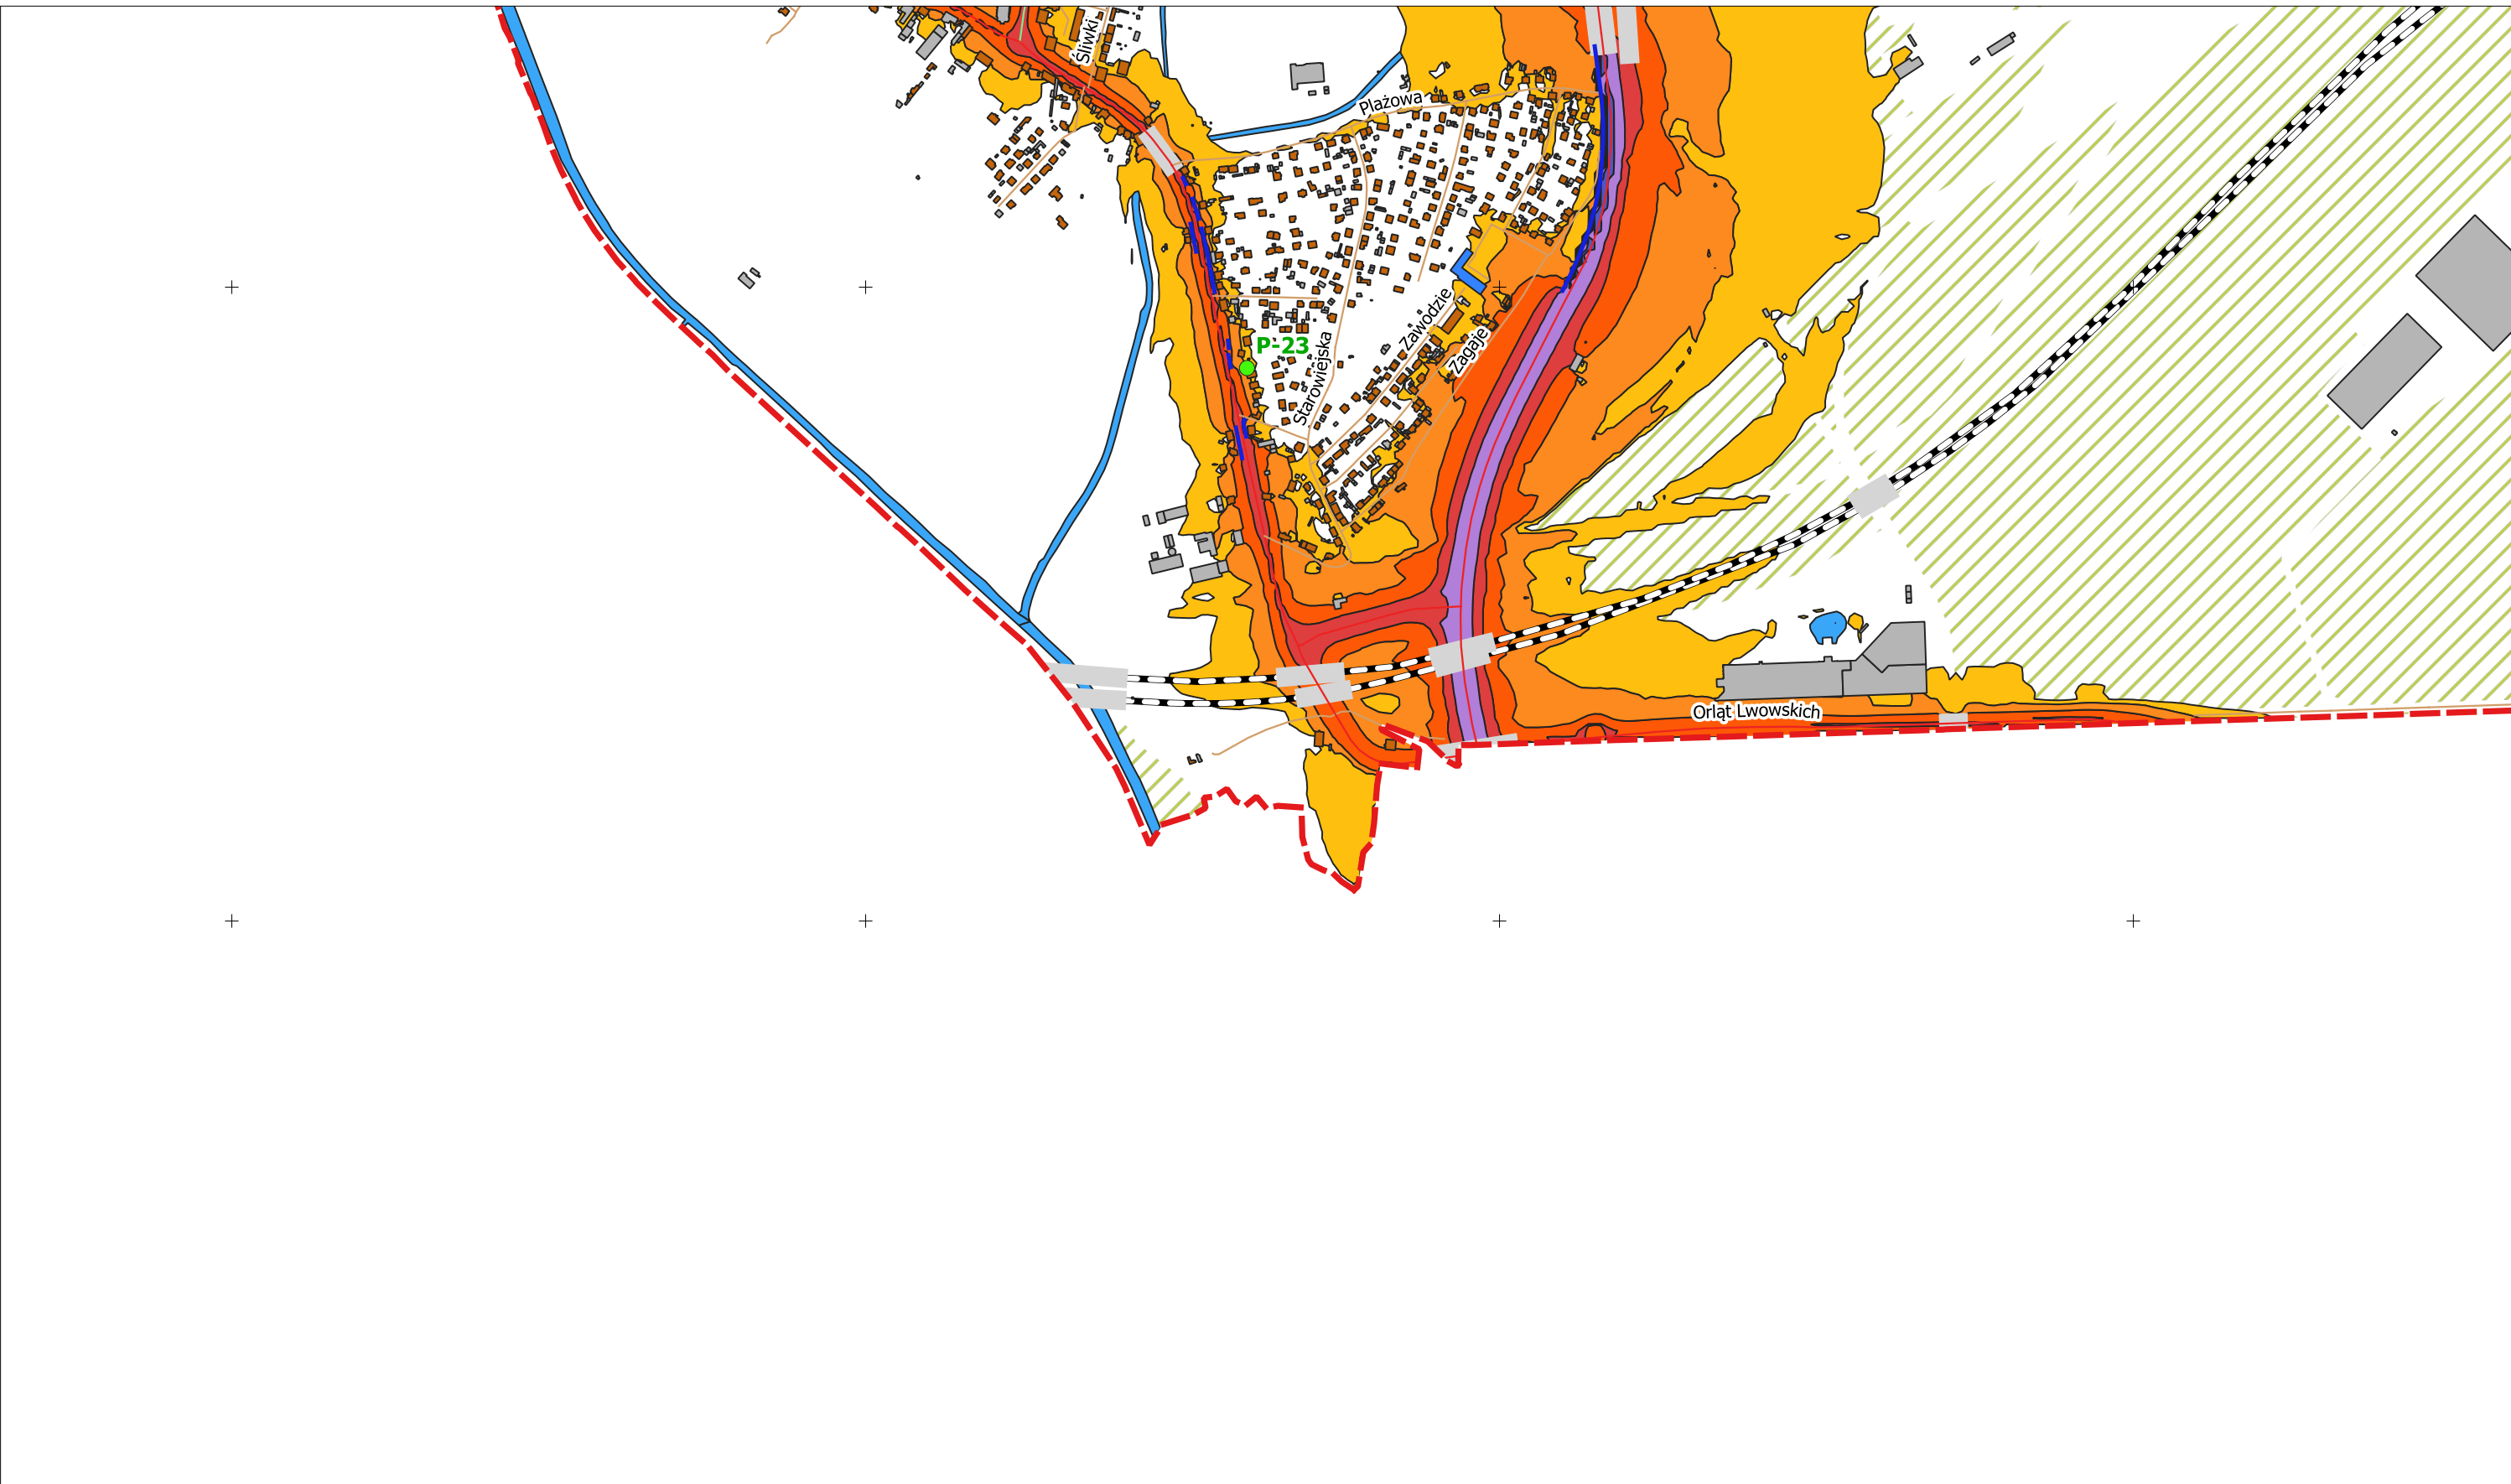 Śliwki
Plażowa
Zawodzie
P-23
Starowiejska
Zagaje
Orląt Lwowskich